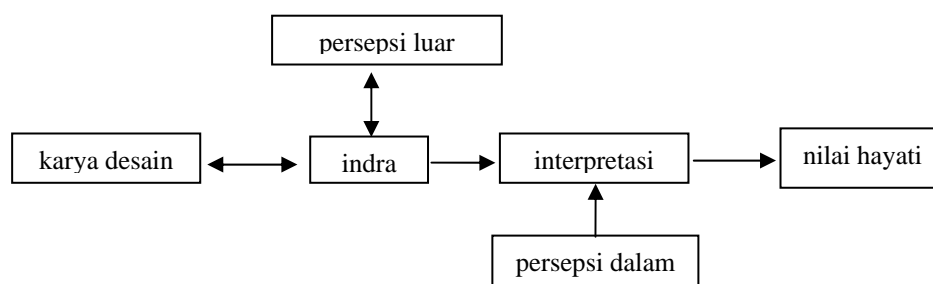 persepsi luar
karya desain
indra
interpretasi
nilai hayati
persepsi dalam